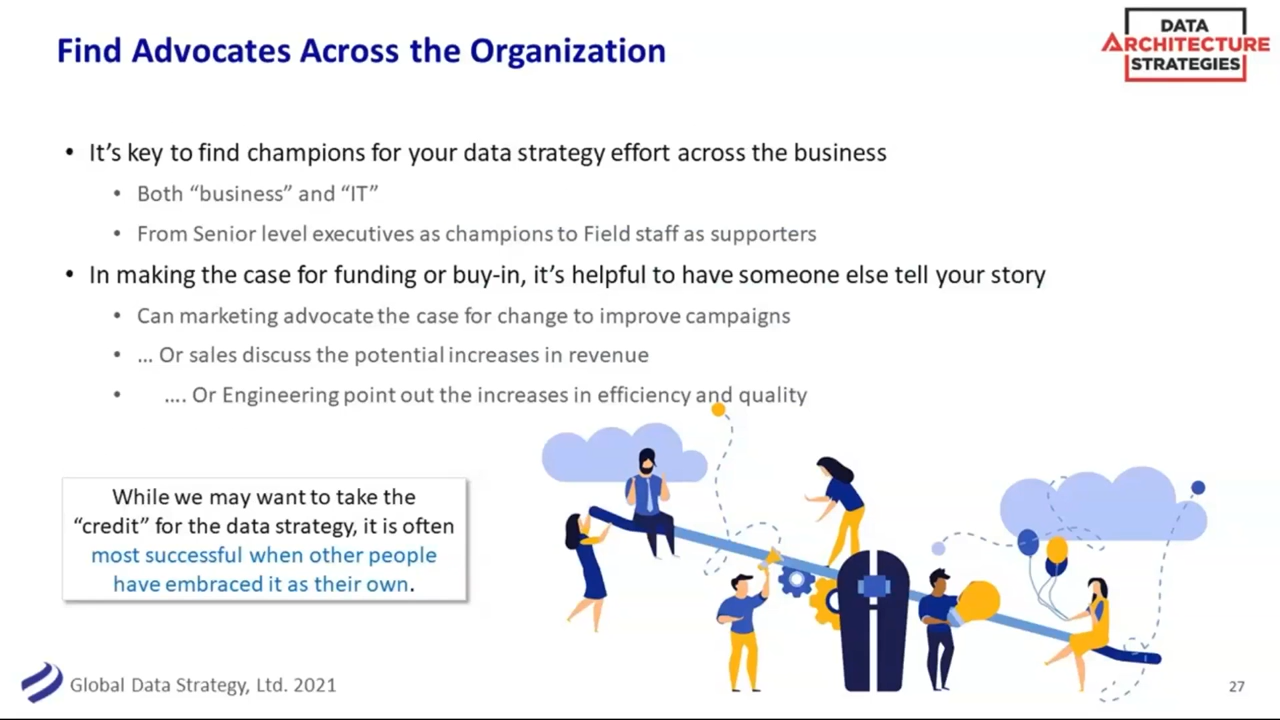 Find Advocates Across the Organization
DATA
ARCHITECTURE
STRATEGIES
• It’s key to find champions for your data strategy effort across the business
• Both “business” and “IT”
• From Senior level executives as champions to Field staff as supporters
• In making the case for funding or buy-in, it’s helpful to have someone else tell your story
• Can marketing advocate the case for change to improve campaigns
• … Or sales discuss the potential increases in revenue
• …. Or Engineering point out the increases in efficiency and quality
While we may want to take the
“credit” for the data strategy, it is often
most successful when other people
have embraced it as their own.
Global Data Strategy, Ltd. 2021
27